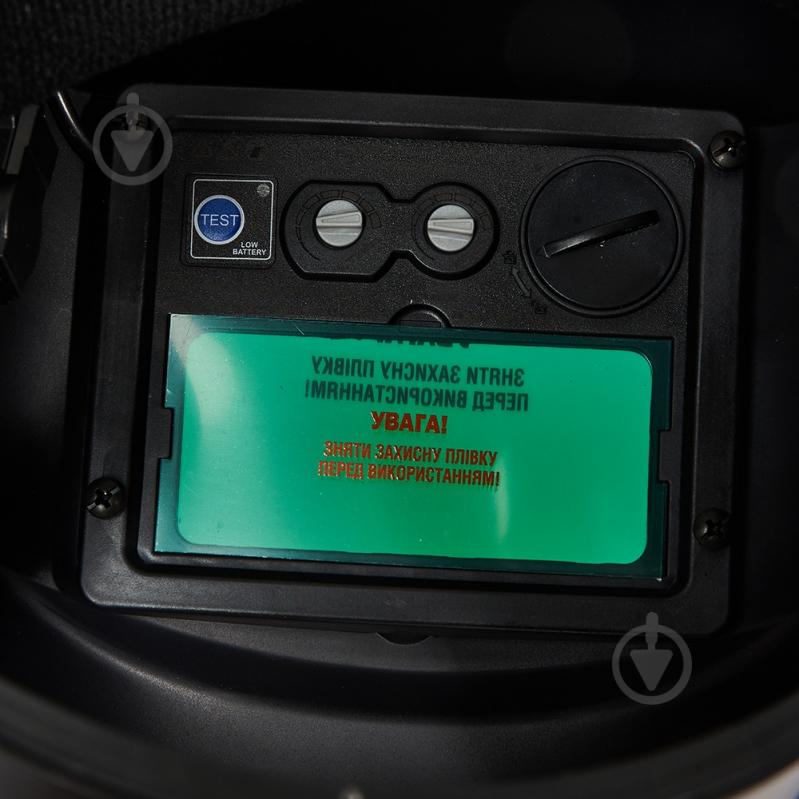 TEST
LOW
BATTERY
ЗНЯТИ ЗАХИСНУ ПЛІВКУ
ПЕРЕД ВИКОРИСТАННЯМ!
УВАГА!
ЗНЯТИ ЗАХИСНУ ПЛІВКУ
ПЕРЕД ВИКОРИСТАННЯМ!